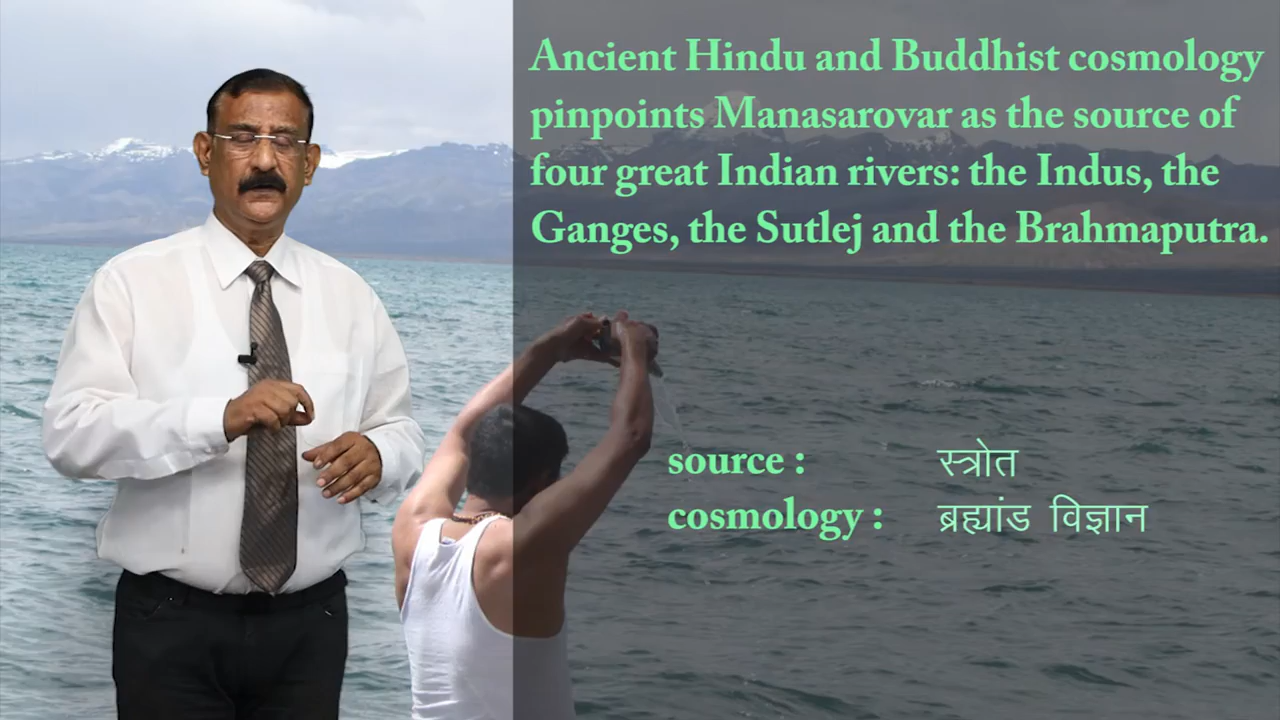 Ancient Hindu and Buddhist cosmology
pinpoints Manasarovar as the source of
four great Indian rivers: the Indus, the
Ganges, the Sutlej and the Brahmaputra.
source : स्त्रोत
cosmology : ब्रह्यांड विज्ञान